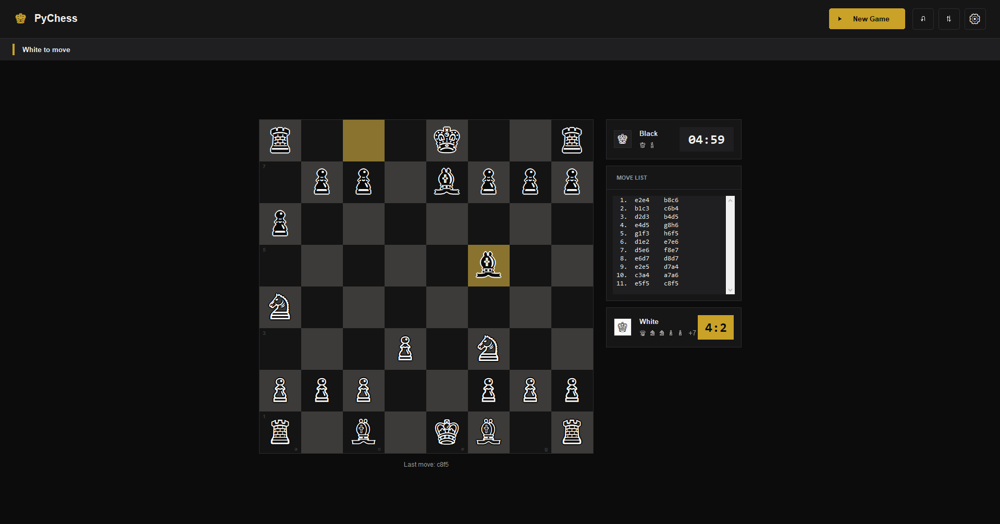 PyChess
New Game
White to move
Black
04:59
7
5
3
1
a
c
e
g
MOVE LIST
1. e2e4 b8c6
2. b1c3 c6b4
3. d2d3 b4d5
4. e4d5 g8h6
5. g1f3 h6f5
6. d1e2 e7e6
7. d5e6 f8e7
8. e6d7 d8d7
9. e2e5 d7a4
10. c3a4 a7a6
11. e5f5 c8f5
White
+7
4:2
Last move: c8f5